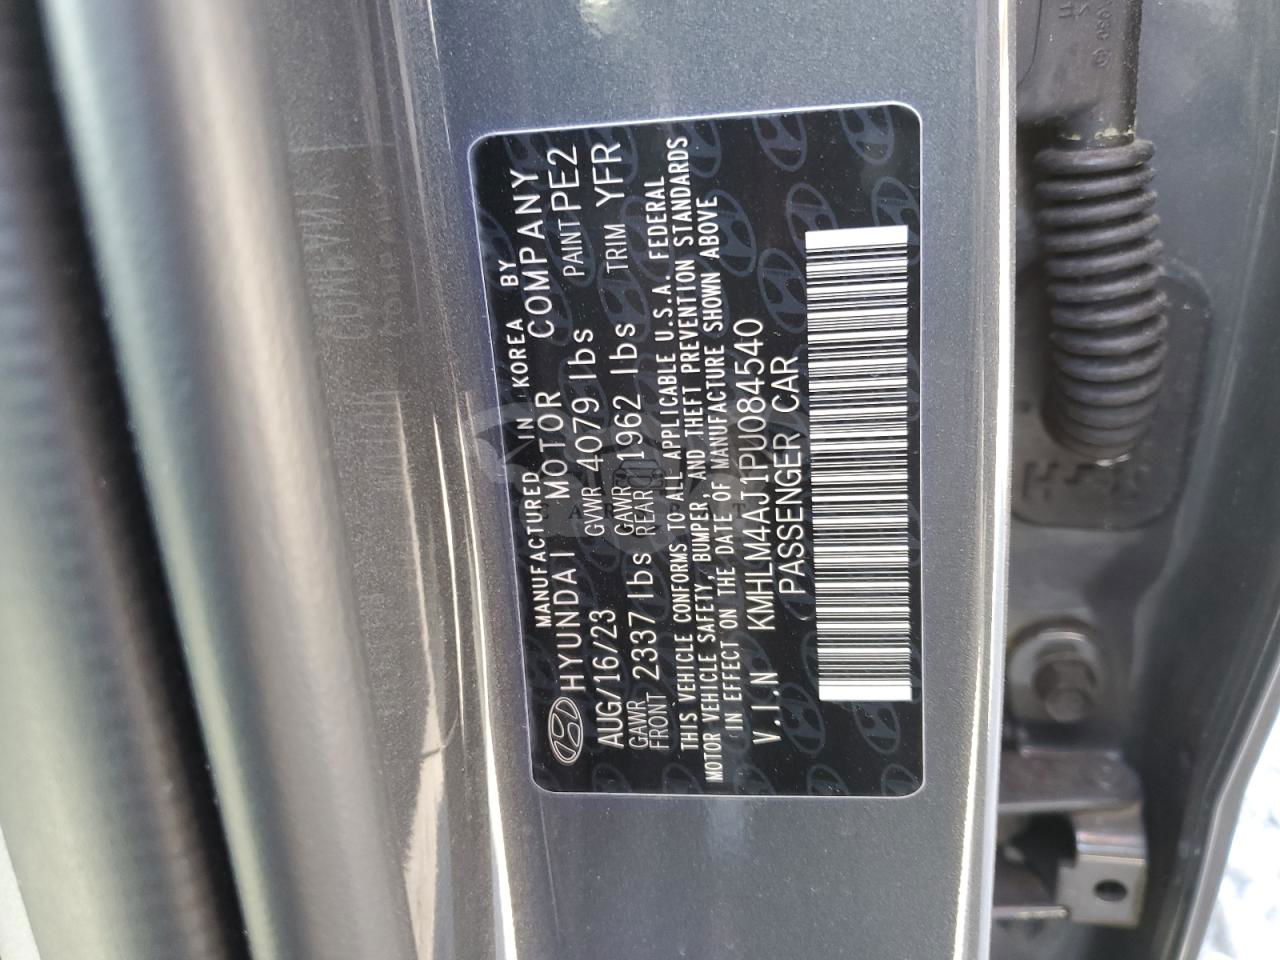 MANUFACTURED IN KOREA BY
HYUNDAI MOTOR COMPANY
AUG/16/23 GVWR 4079 lbs PAINT PE2
GAWR FRONT 2337 lbs GAWR REAR 1962 lbs TRIM YFR
THIS VEHICLE CONFORMS TO ALL APPLICABLE U.S.A. FEDERAL
MOTOR VEHICLE SAFETY, BUMPER, AND THEFT PREVENTION STANDARDS
IN EFFECT ON THE DATE OF MANUFACTURE SHOWN ABOVE
V.I.N KMHLM4AJ1PU084540
PASSENGER CAR